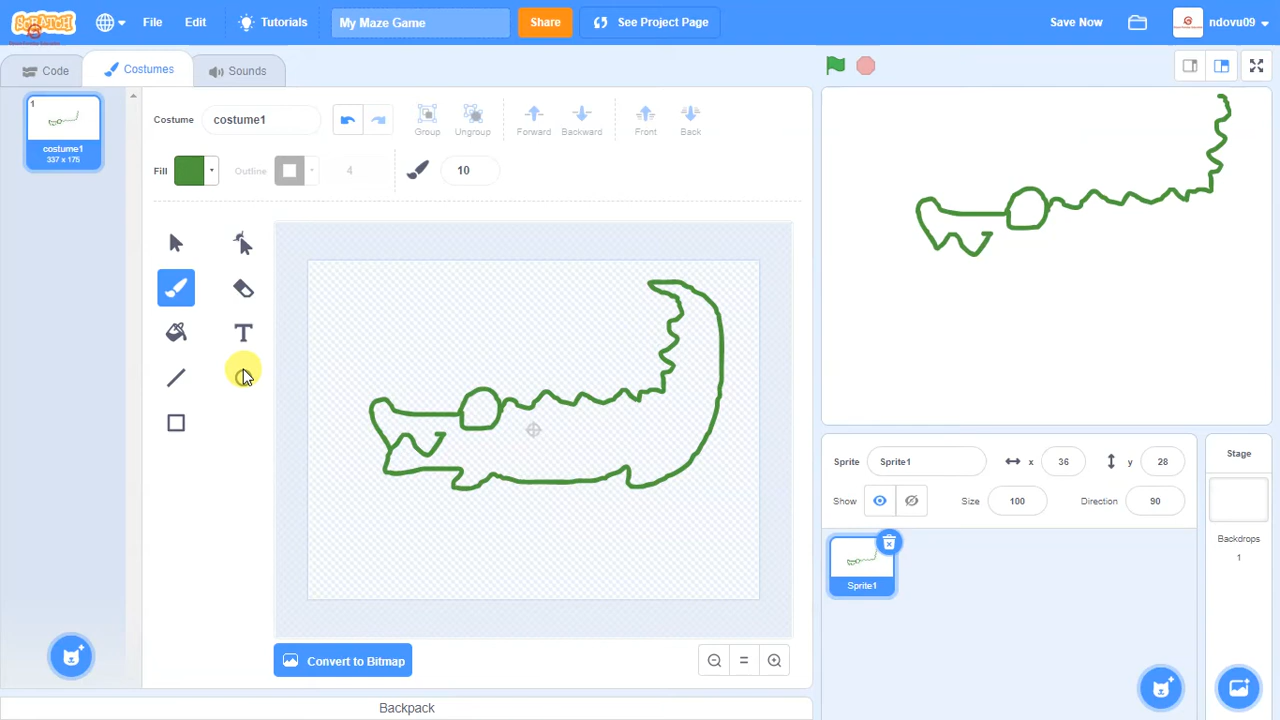 SCRATCH File Edit Tutorials My Maze Game Share See Project Page Save Now ndovu09
Code Costumes Sounds
1
costume1
337 x 175
Costume costume1 Group Ungroup Forward Backward Front Back
Fill Outline 4 10
T
Convert to Bitmap
Backpack
Sprite Sprite1 x 36 y 28
Show Size 100 Direction 90
Sprite1
Stage
Backdrops
1